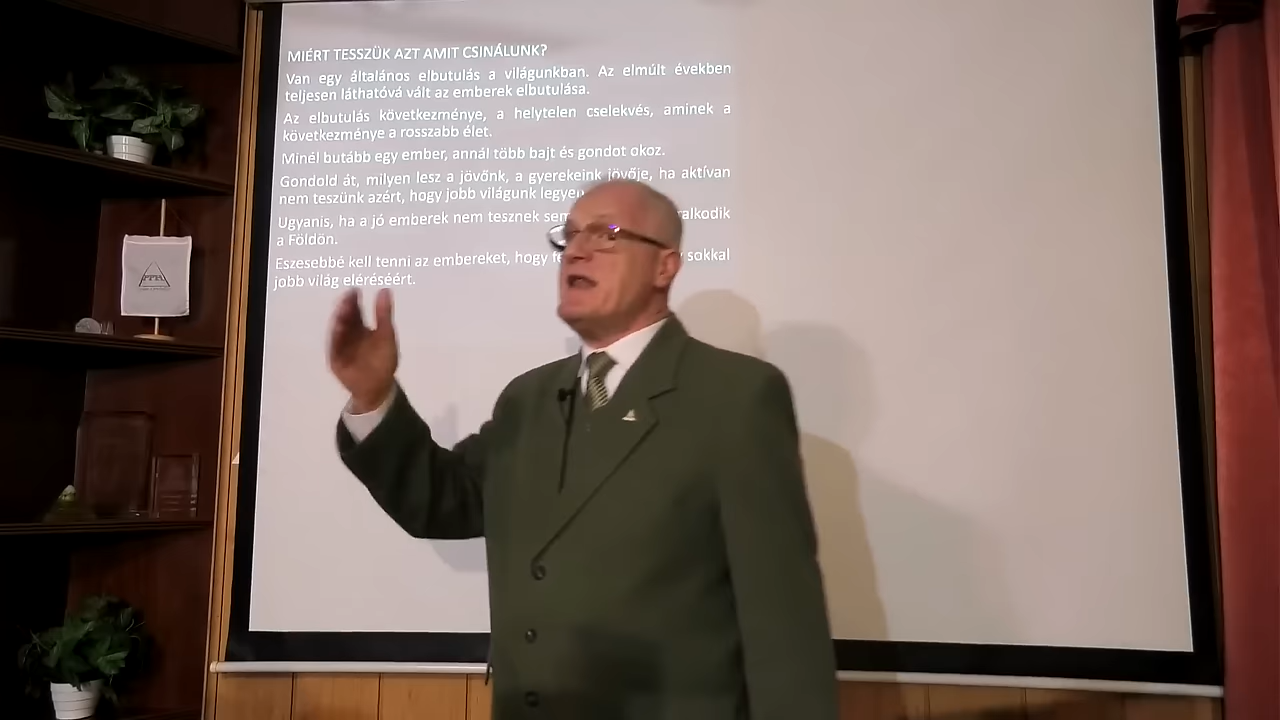 MIÉRT TESSZÜK AZT AMIT CSINÁLUNK?
Van egy általános elbutulás a világunkban. Az elmúlt években
teljesen láthatóvá vált az emberek elbutulása.
Az elbutulás következménye, a helytelen cselekvés, aminek a
következménye a rosszabb élet.
Minél butább egy ember, annál több bajt és gondot okoz.
Gondold át, milyen lesz a jövőnk, a gyerekeink jövője, ha aktívan
nem teszünk azért, hogy jobb világunk
Ugyanis, ha a jó emberek nem tesznek
a Földön.
Eszesebbé kell tenni az embereket, hogy sokkal
jobb világ eléréséért.